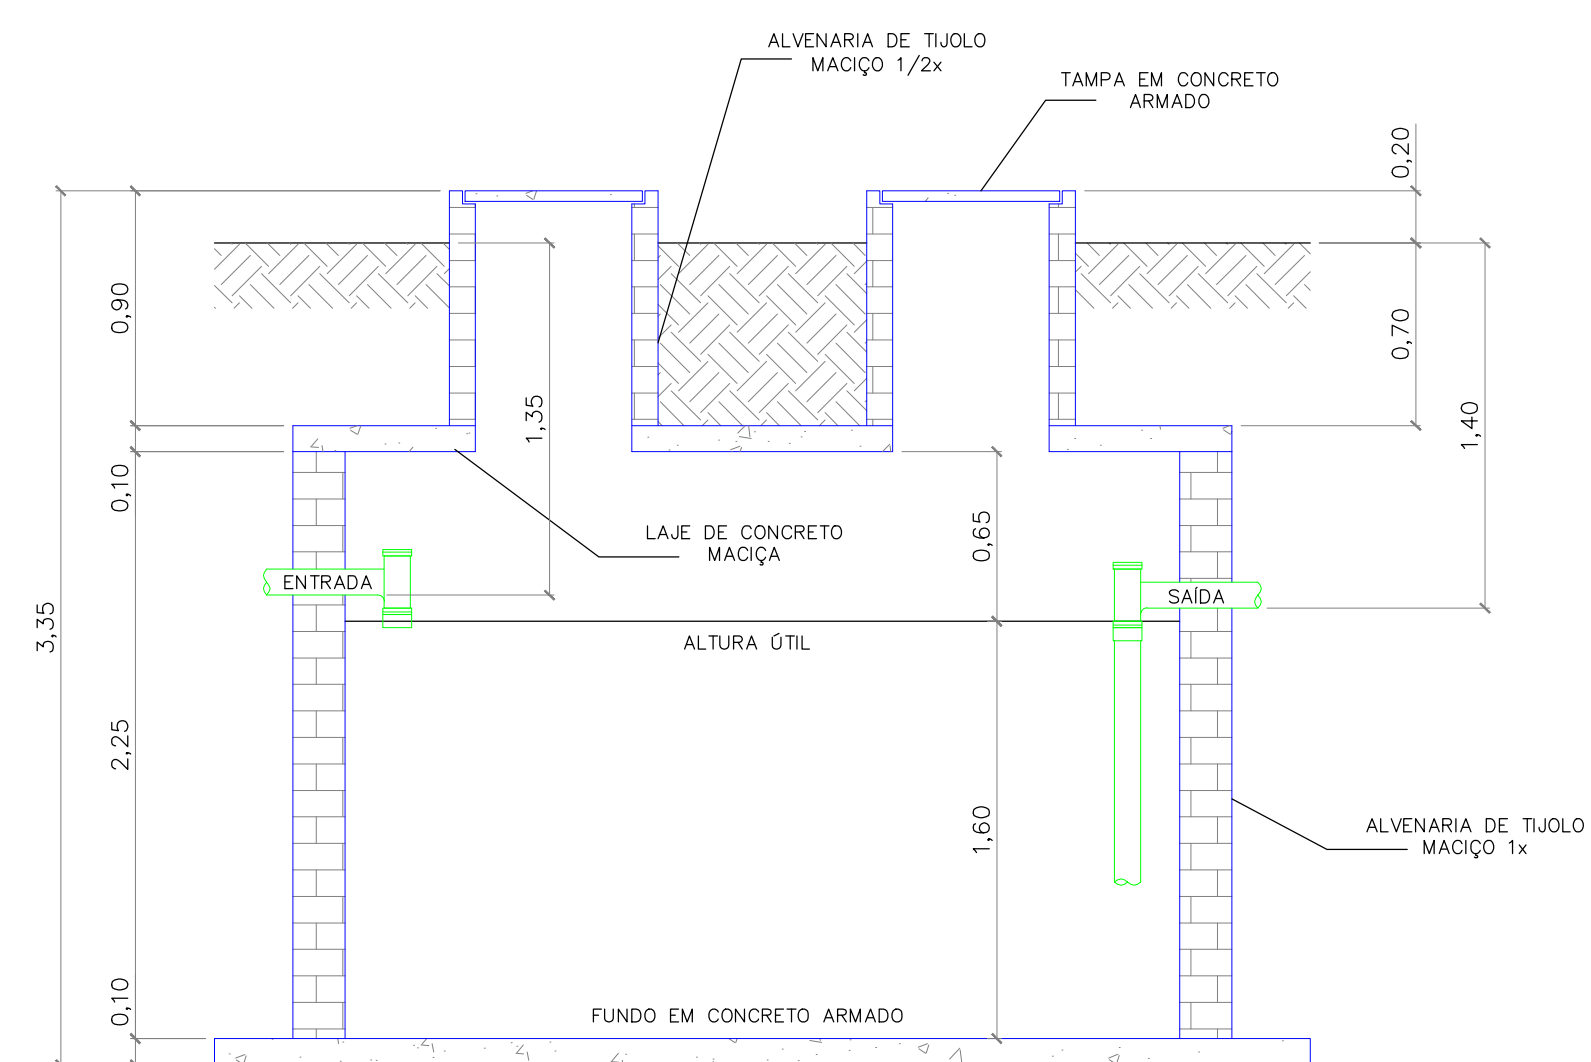 ALVENARIA DE TIJOLO
MACIÇO 1/2x
TAMPA EM CONCRETO
ARMADO
0,20
0,90
0,70
1,35
1,40
0,10
LAJE DE CONCRETO
MACIÇA
0,65
ENTRADA
SAÍDA
3,35
ALTURA ÚTIL
2,25
1,60
ALVENARIA DE TIJOLO
MACIÇO 1x
0,10
FUNDO EM CONCRETO ARMADO